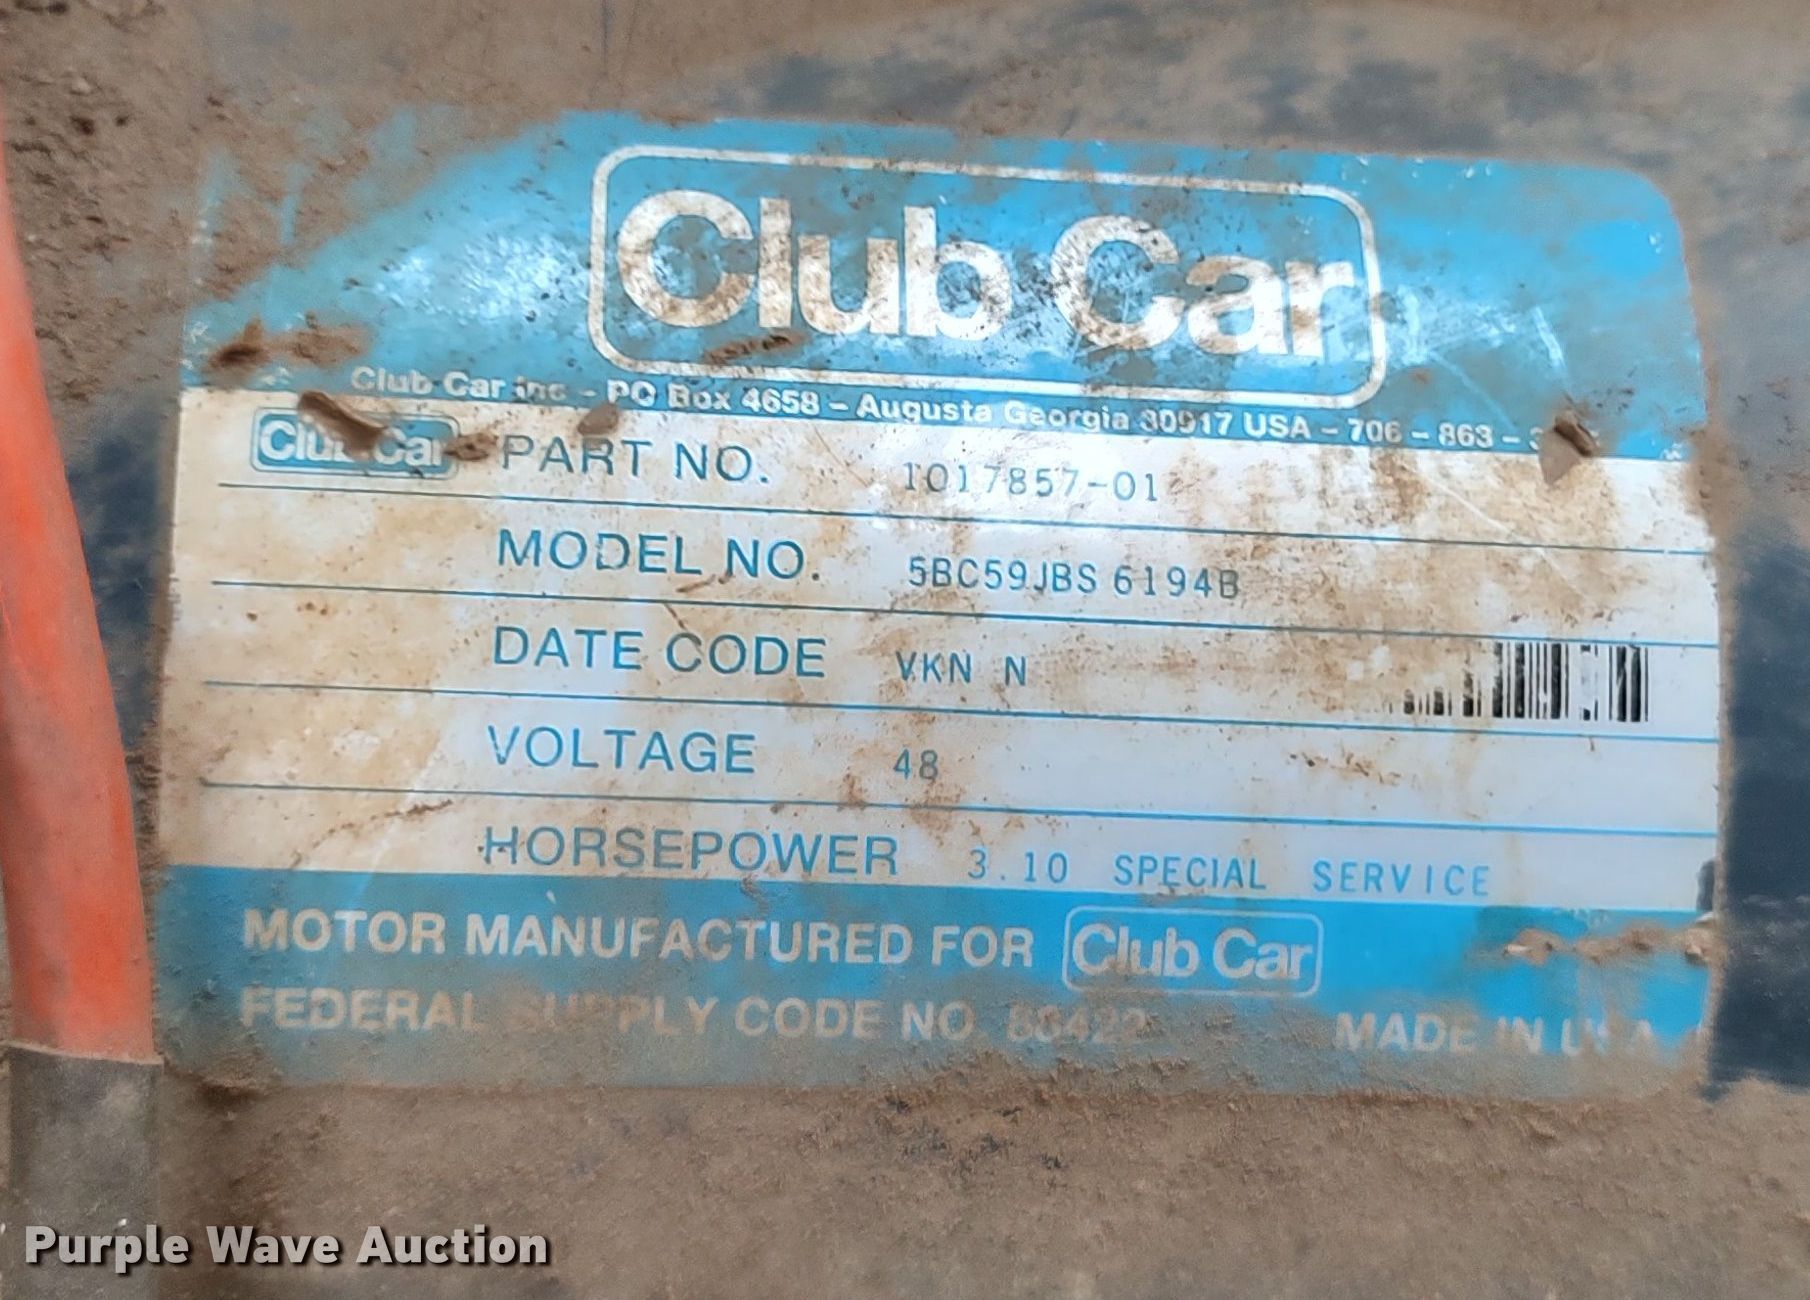 Club Car
Club Car Inc - PO Box 4658 - Augusta Georgia 30917 USA - 706 - 863 -
Club Car PART NO. 1017857-01
MODEL NO. 5BC59JBS 6194B
DATE CODE VKN N
VOLTAGE 48
HORSEPOWER 3.10 SPECIAL SERVICE
MOTOR MANUFACTURED FOR Club Car
FEDERAL SUPPLY CODE NO. MADE IN U.S.A.
Purple Wave Auction